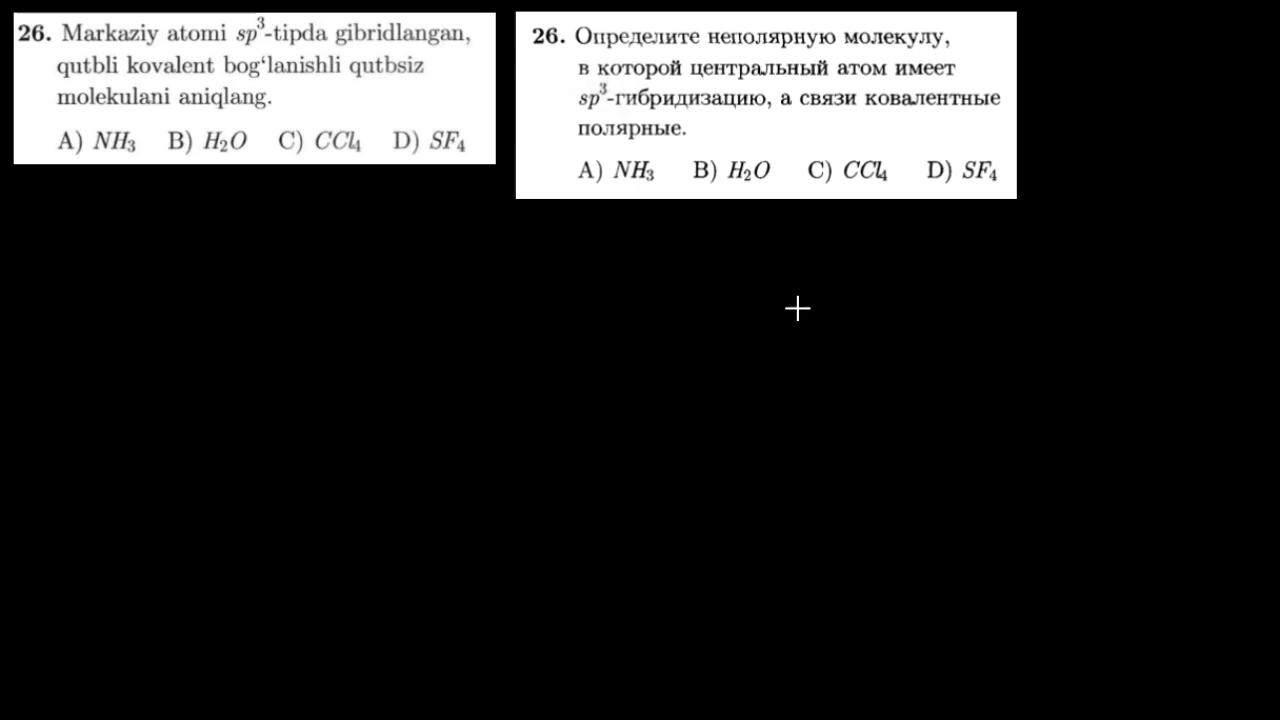 26. Markaziy atomi sp³-tipda gibridlangan,
qutbli kovalent bog‘lanishli qutbsiz
molekulani aniqlang.
A) NH₃ B) H₂O C) CCl₄ D) SF₄
26. Определите неполярную молекулу,
в которой центральный атом имеет
sp³-гибридизацию, а связи ковалентные
полярные.
A) NH₃ B) H₂O C) CCl₄ D) SF₄